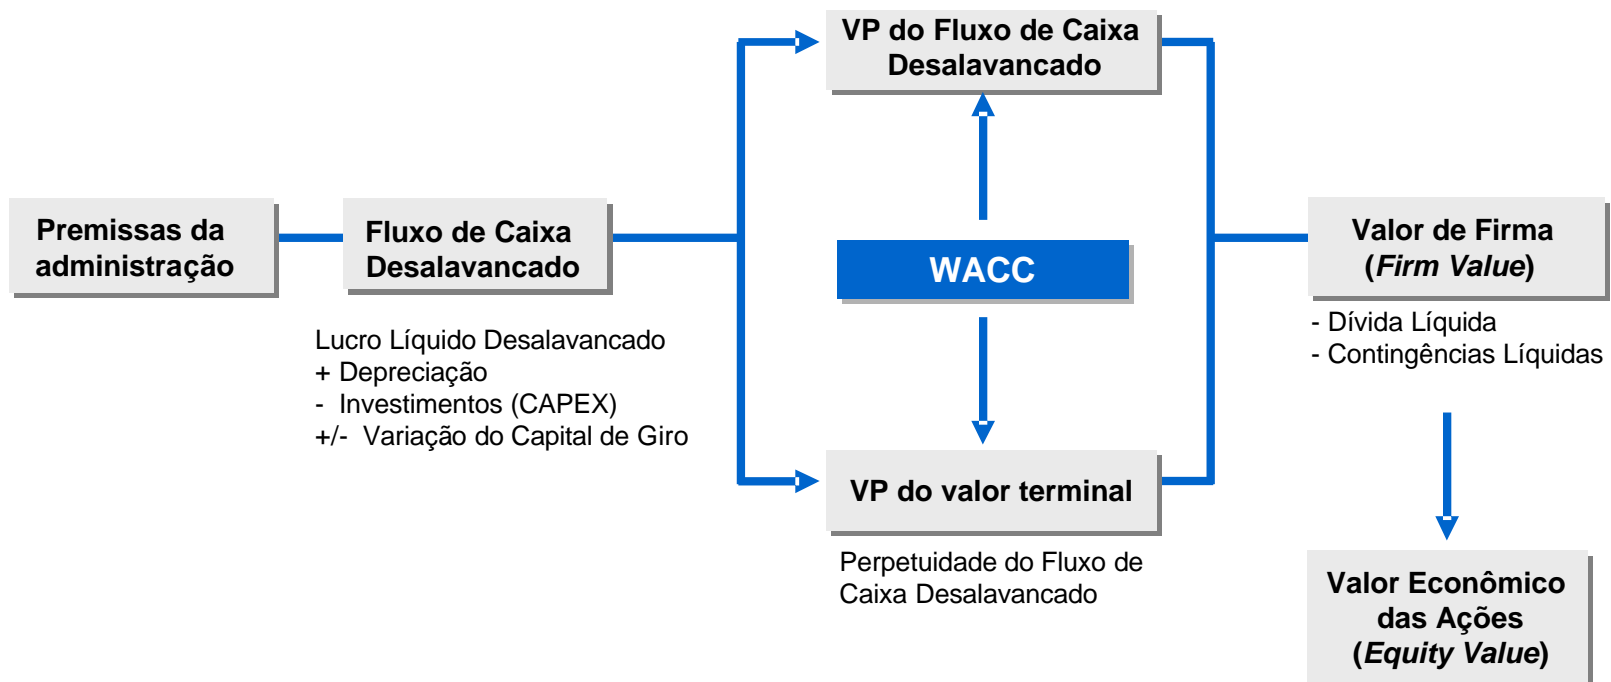 Premissas da
administração
Fluxo de Caixa
Desalavancado
Lucro Líquido Desalavancado
+ Depreciação
- Investimentos (CAPEX)
+/- Variação do Capital de Giro
VP do Fluxo de Caixa
Desalavancado
WACC
VP do valor terminal
Perpetuidade do Fluxo de
Caixa Desalavancado
Valor de Firma
(Firm Value)
- Dívida Líquida
- Contingências Líquidas
Valor Econômico
das Ações
(Equity Value)